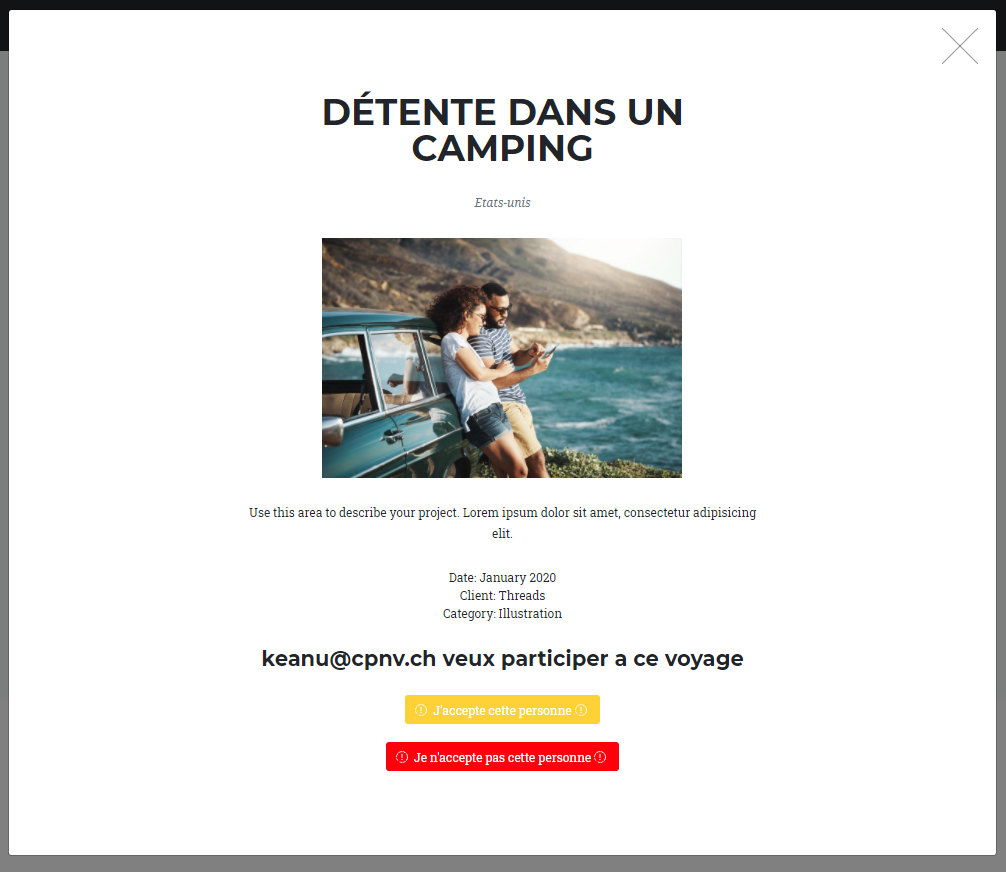 DÉTENTE DANS UN
CAMPING
Etats-unis
Use this area to describe your project. Lorem ipsum dolor sit amet, consectetur adipisicing
elit.
Date: January 2020
Client: Threads
Category: Illustration
keanu@cpnv.ch veux participer a ce voyage
J'accepte cette personne
Je n'accepte pas cette personne